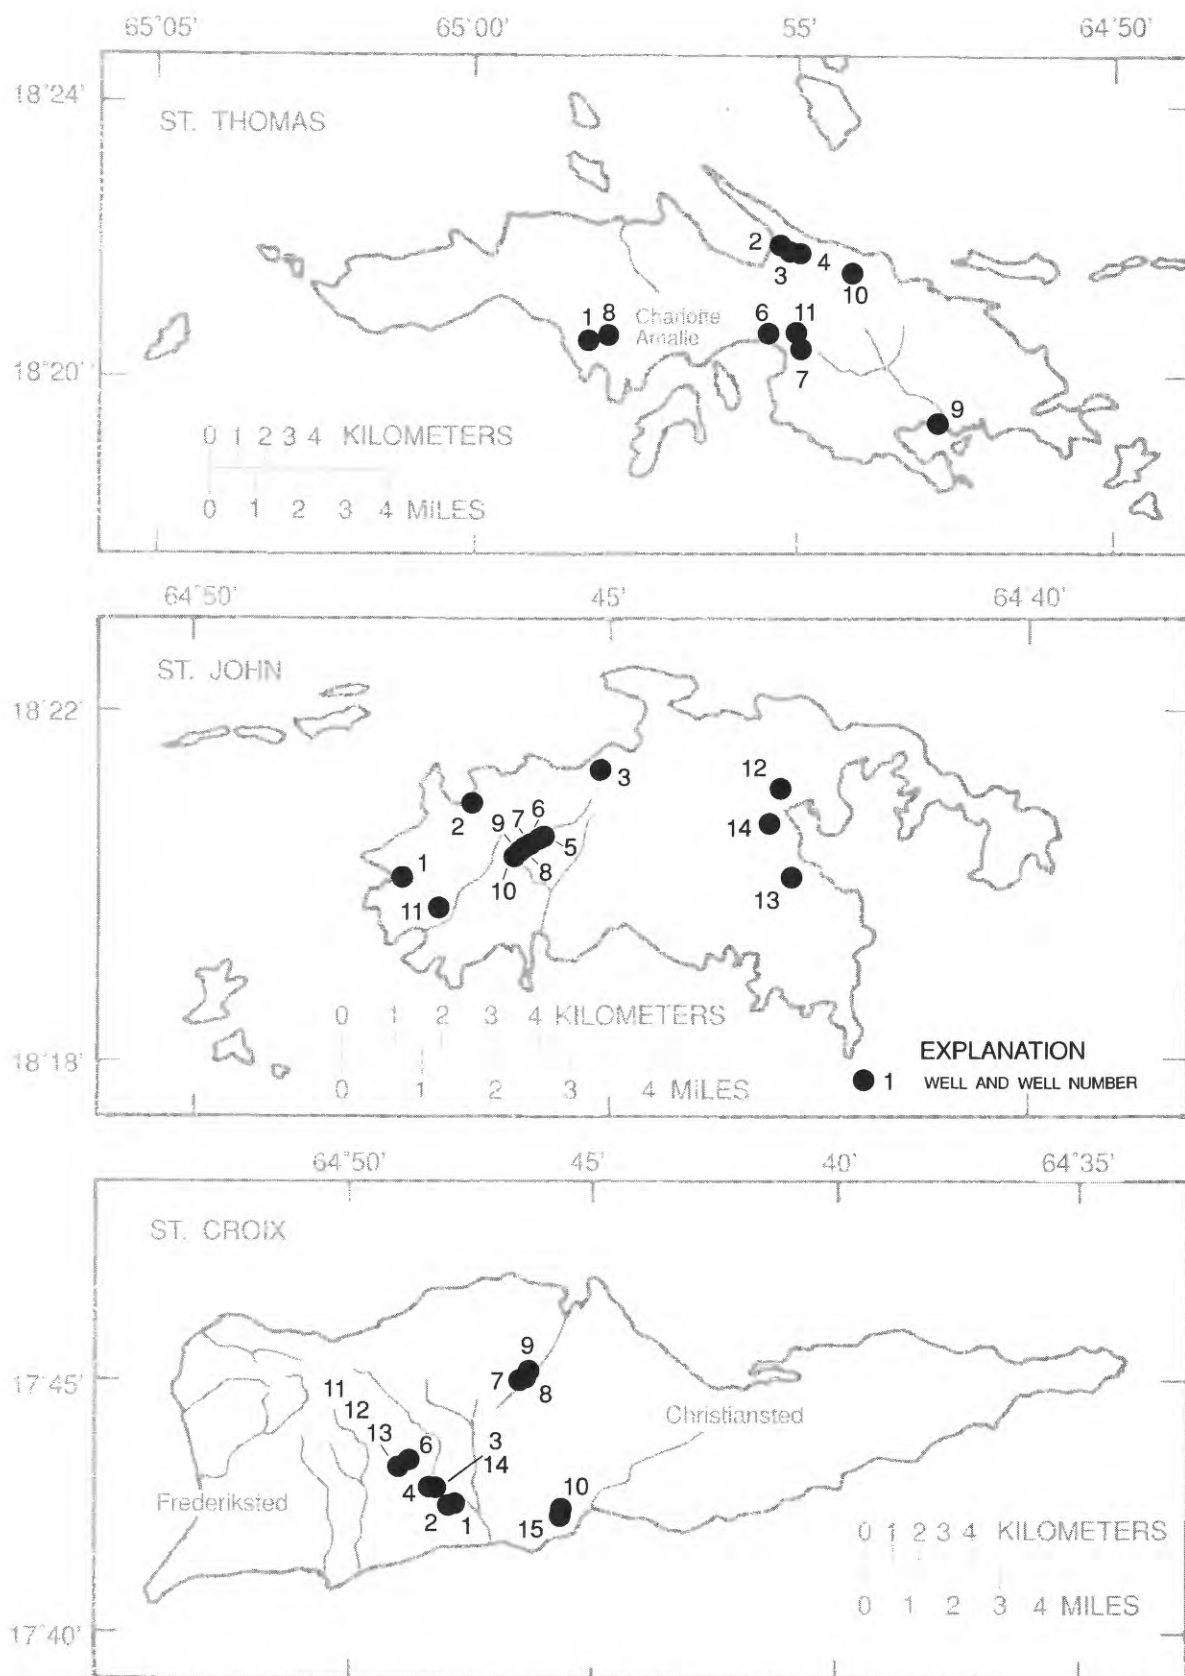 65°05' 65°00' 55' 64°50'
18°24'
ST. THOMAS
2
3
4
10
1 8
Charlotte
Amalie
6 11
7
18°20'
9
0 1 2 3 4 KILOMETERS
0 1 2 3 4 MILES
64°50' 45' 64°40'
ST. JOHN
18°22'
3
12
2
9 7 6
14
5
1
8
10
13
11
0 1 2 3 4 KILOMETERS
18°18'
EXPLANATION
1 WELL AND WELL NUMBER
0 1 2 3 4 MILES
64°50' 45' 40' 64°35'
ST. CROIX
9
17°45'
7 8
11
12
Christiansted
13 6 3
14
4
10
Frederiksted
2 1
15
0 1 2 3 4 KILOMETERS
0 1 2 3 4 MILES
17°40'